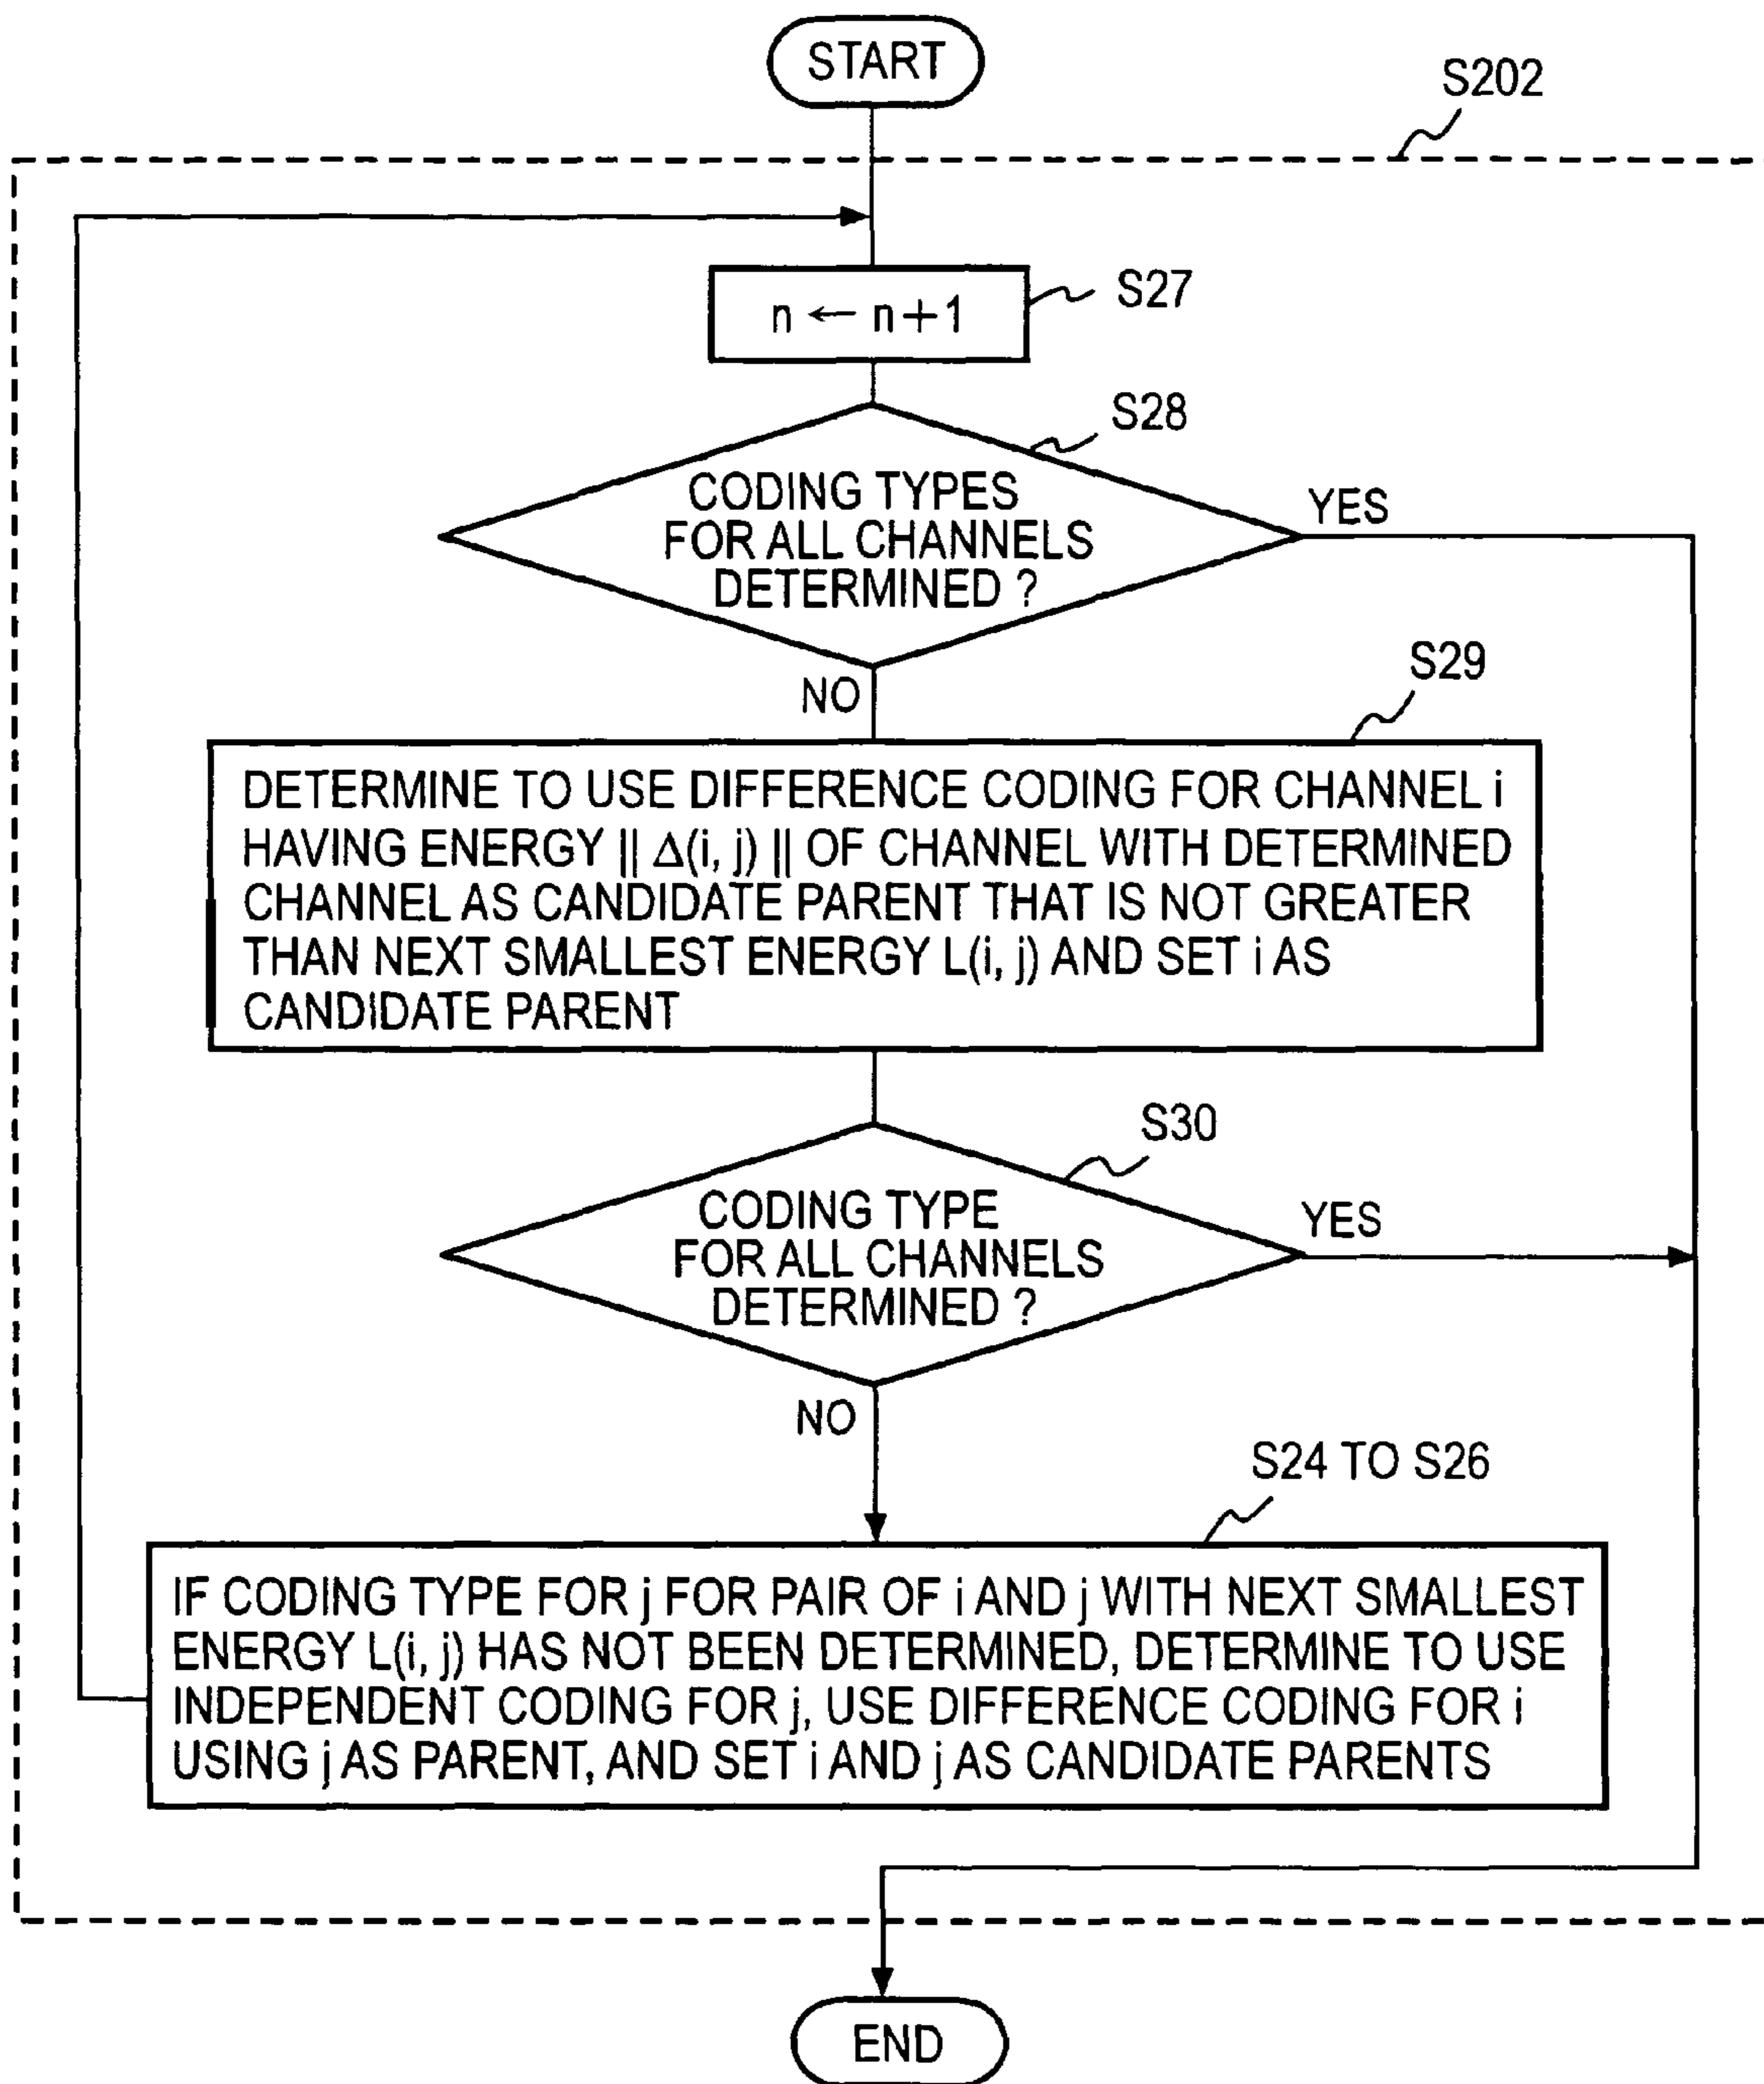 START
S202
n ← n+1
S27
S28
CODING TYPES
FOR ALL CHANNELS
DETERMINED ?
YES
NO
S29
DETERMINE TO USE DIFFERENCE CODING FOR CHANNEL i
HAVING ENERGY || Δ(i, j) || OF CHANNEL WITH DETERMINED
CHANNEL AS CANDIDATE PARENT THAT IS NOT GREATER
THAN NEXT SMALLEST ENERGY L(i, j) AND SET i AS
CANDIDATE PARENT
S30
CODING TYPE
FOR ALL CHANNELS
DETERMINED ?
YES
NO
S24 TO S26
IF CODING TYPE FOR j FOR PAIR OF i AND j WITH NEXT SMALLEST
ENERGY L(i, j) HAS NOT BEEN DETERMINED, DETERMINE TO USE
INDEPENDENT CODING FOR j, USE DIFFERENCE CODING FOR i
USING j AS PARENT, AND SET i AND j AS CANDIDATE PARENTS
END